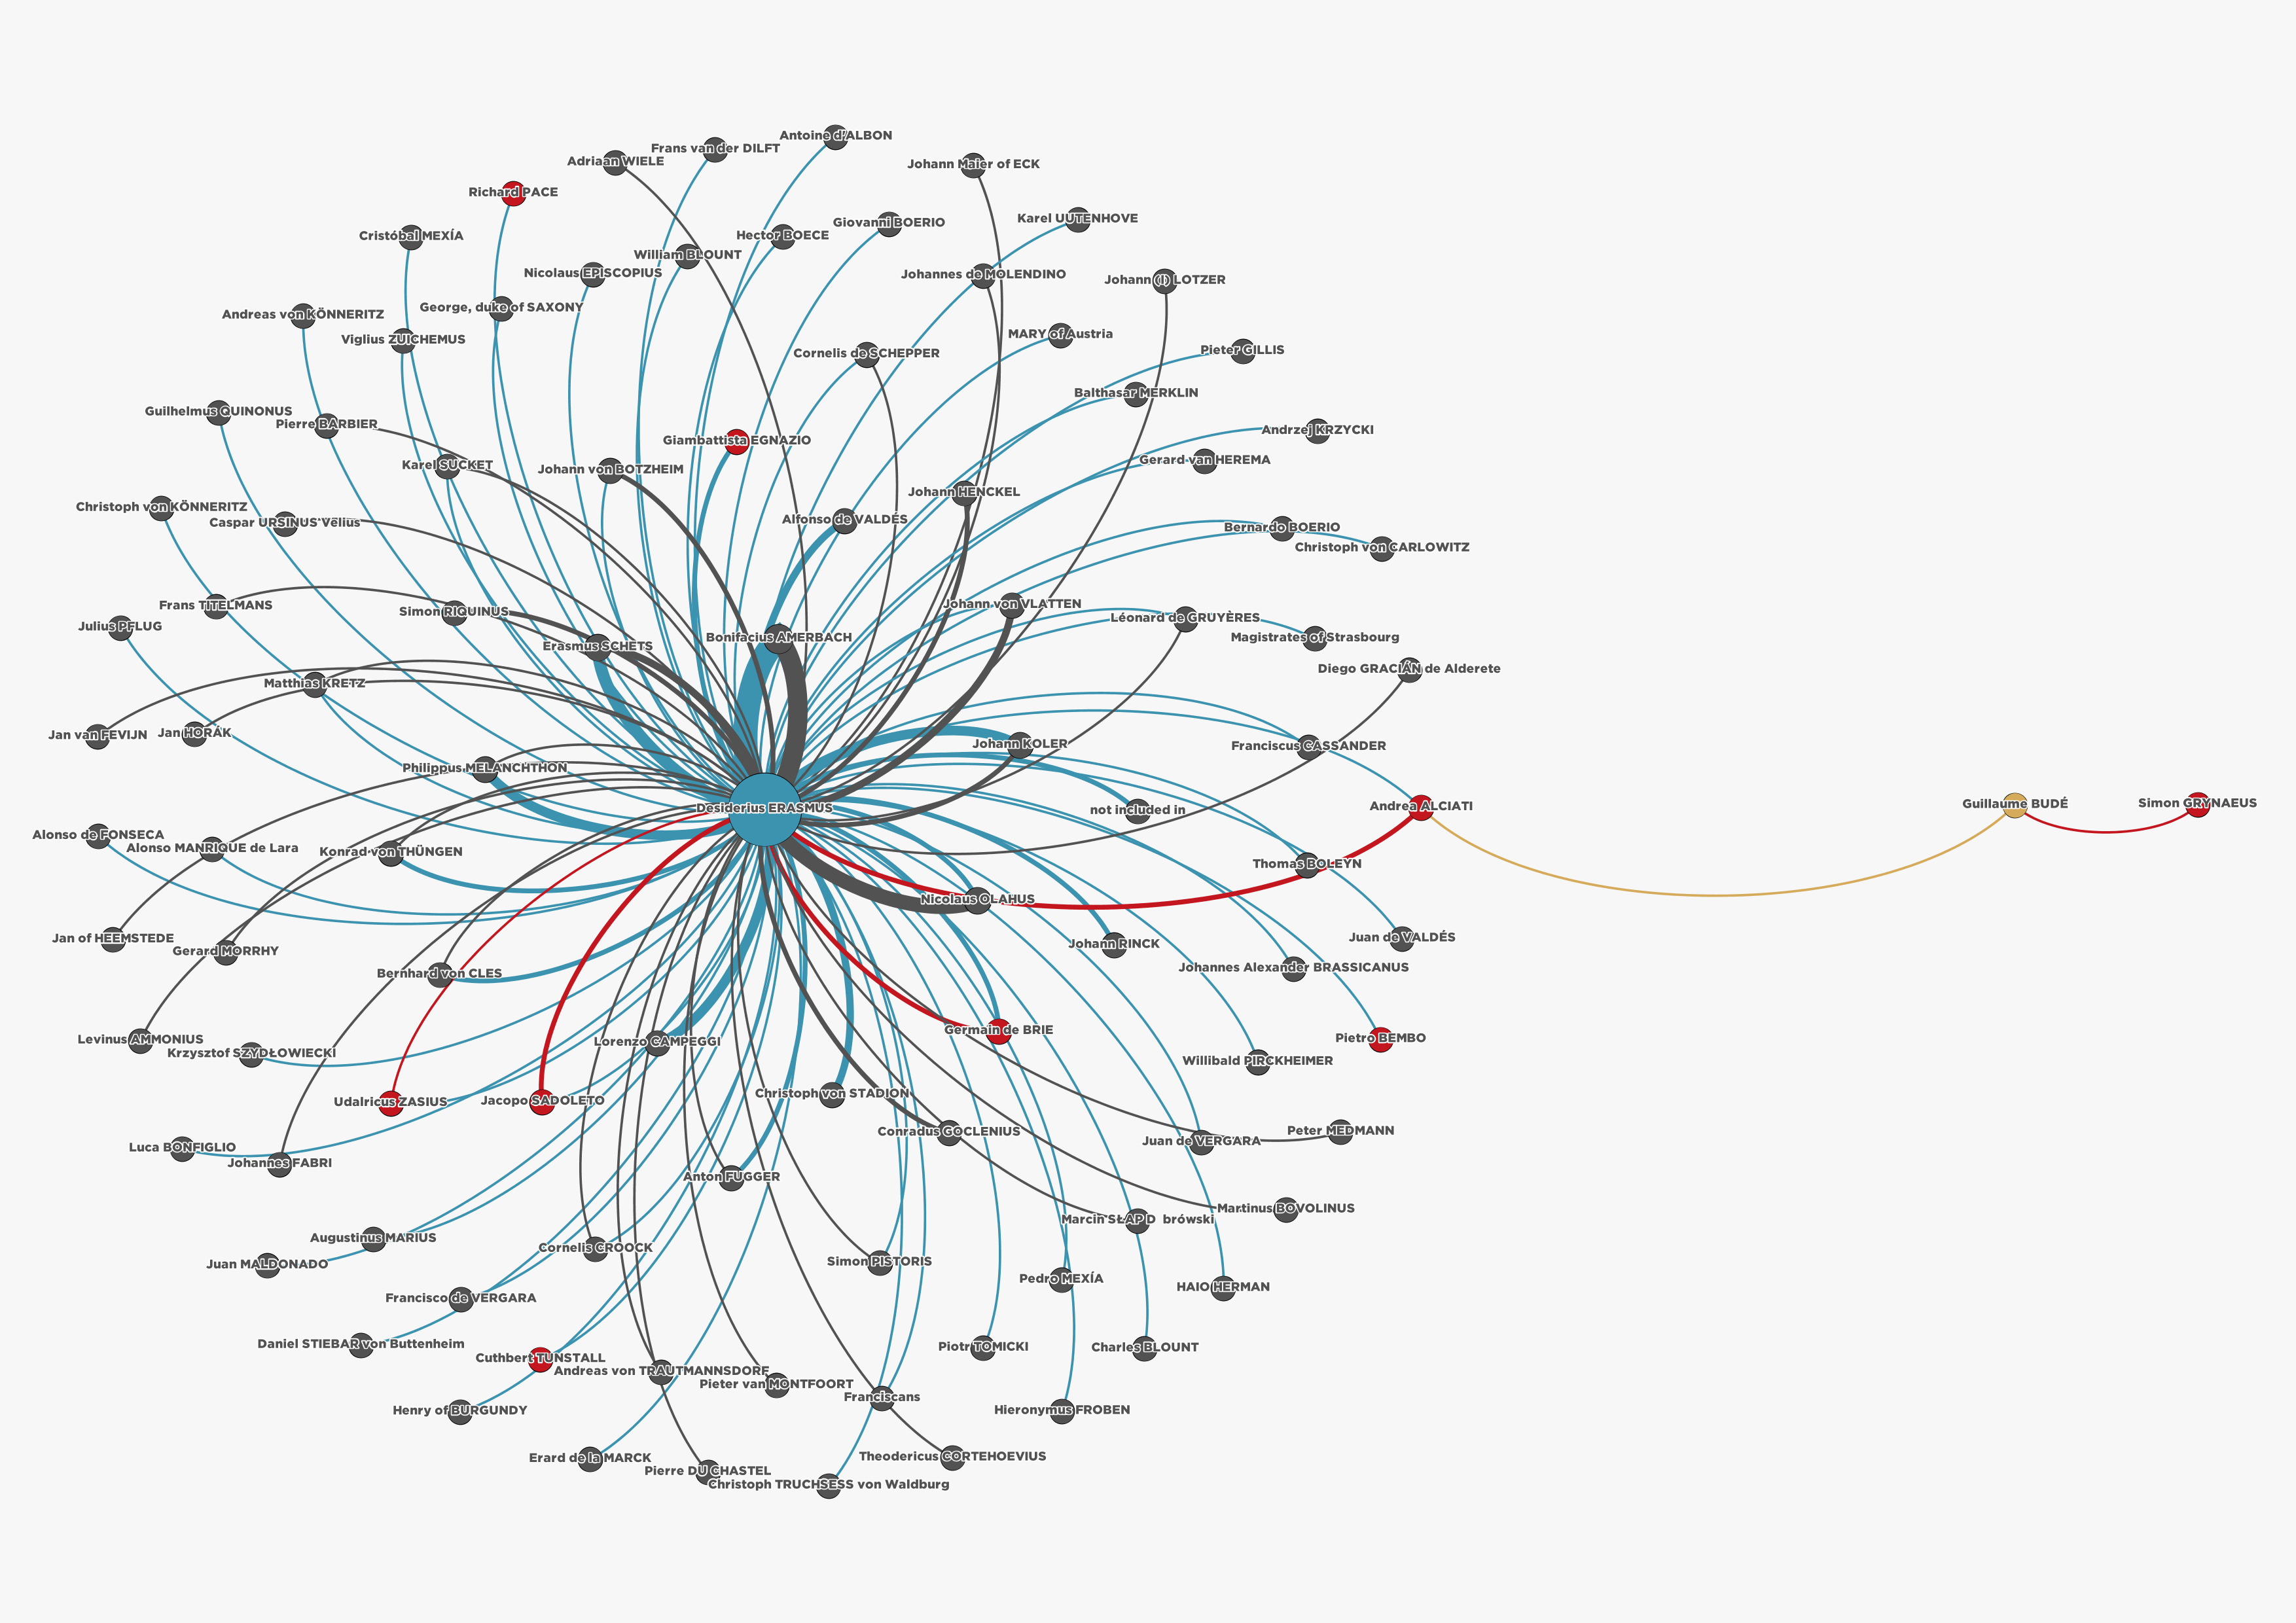 Antoine d'ALBON
Frans van der DILFT
Adriaan WIELE
Johann Maier of ECK
Richard PACE
Karel UUTENHOVE
Giovanni BOERIO
Cristóbal MEXÍA
Hector BOECE
William BLOUNT
Nicolaus EPISCOPIUS
Johannes de MOLENDINO
Johann (I) LOTZER
George, duke of SAXONY
Andreas von KÖNNERITZ
MARY of Austria
Viglius ZUICHEMUS
Cornelis de SCHEPPER
Pieter GILLIS
Balthasar MERKLIN
Guilhelmus QUINONUS
Pierre BARBIER
Andrzej KRZYCKI
Giambattista EGNAZIO
Gerard van HEREMA
Karel SUCKET
Johann von BOTZHEIM
Johann HENCKEL
Christoph von KÖNNERITZ
Alfonso de VALDÉS
Caspar URSINUS Velius
Bernardo BOERIO
Christoph von CARLOWITZ
Johann von VLATTEN
Frans TITELMANS
Simon RIQUINUS
Léonard de GRUYÈRES
Julius PFLUG
Bonifacius AMERBACH
Magistrates of Strasbourg
Erasmus SCHETS
Diego GRACIÁN de Alderete
Matthias KRETZ
Jan HORÁK
Jan van FEVIJN
Johann KOLER
Franciscus CASSANDER
Philippus MELANCHTHON
Guillaume BUDÉ
Simon GRYNAEUS
Andrea ALCIATI
Desiderius ERASMUS
not included in
Alonso de FONSECA
Alonso MANRIQUE de Lara
Konrad von THÜNGEN
Thomas BOLEYN
Nicolaus OLAHUS
Jan of HEEMSTEDE
Juan de VALDÉS
Johann RINCK
Gerard MORRHY
Johannes Alexander BRASSICANUS
Bernhard von CLES
Germain de BRIE
Pietro BEMBO
Levinus AMMONIUS
Lorenzo CAMPEGGI
Krzysztof SZYDŁOWIECKI
Willibald PIRCKHEIMER
Christoph von STADION
Udalricus ZASIUS
Jacopo SADOLETO
Conradus GOCLENIUS
Peter MEDMANN
Juan de VERGARA
Luca BONFIGLIO
Johannes FABRI
Anton FUGGER
Martinus BOVOLINUS
Marcin SŁAP D brówski
Augustinus MARIUS
Cornelis CROOCK
Juan MALDONADO
Simon PISTORIS
Pedro MEXÍA
HAIO HERMAN
Francisco de VERGARA
Daniel STIEBAR von Buttenheim
Piotr TOMICKI
Charles BLOUNT
Cuthbert TUNSTALL
Andreas von TRAUTMANNSDORF
Pieter van MONTFOORT
Franciscans
Henry of BURGUNDY
Hieronymus FROBEN
Erard de la MARCK
Theodericus CORTEHOEVIUS
Pierre DU CHASTEL
Christoph TRUCHSESS von Waldburg